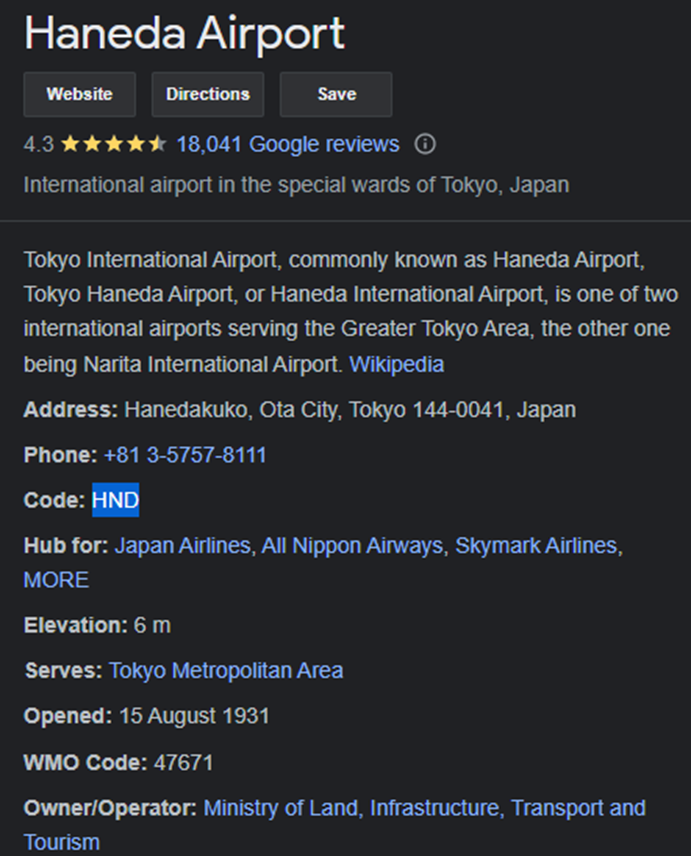 Haneda Airport
Website Directions Save
4.3 18,041 Google reviews
International airport in the special wards of Tokyo, Japan
Tokyo International Airport, commonly known as Haneda Airport,
Tokyo Haneda Airport, or Haneda International Airport, is one of two
international airports serving the Greater Tokyo Area, the other one
being Narita International Airport. Wikipedia
Address: Hanedakuko, Ota City, Tokyo 144-0041, Japan
Phone: +81 3-5757-8111
Code: HND
Hub for: Japan Airlines, All Nippon Airways, Skymark Airlines,
MORE
Elevation: 6 m
Serves: Tokyo Metropolitan Area
Opened: 15 August 1931
WMO Code: 47671
Owner/Operator: Ministry of Land, Infrastructure, Transport and
Tourism